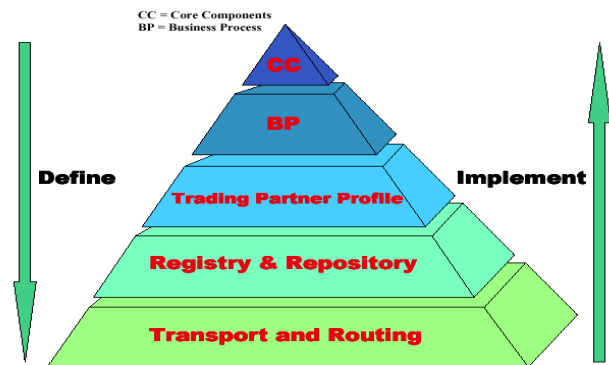 CC = Core Components
BP = Business Process
CC
BP
Define
Trading Partner Profile
Implement
Registry & Repository
Transport and Routing